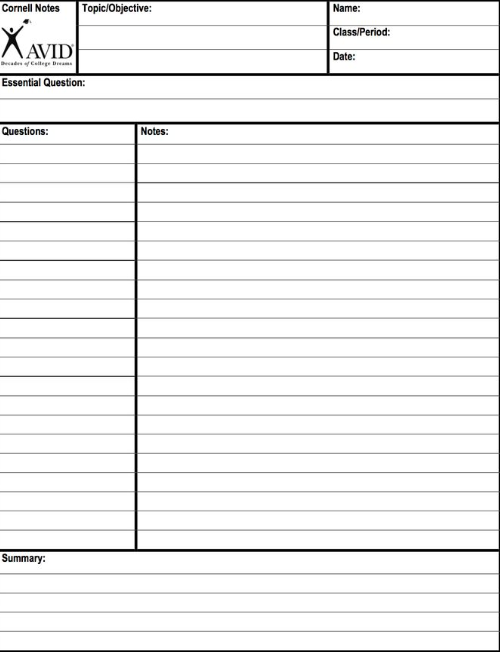 Cornell Notes
Topic/Objective:
Name:
AVID
Decades of College Dreams
Class/Period:
Date:
Essential Question:
Questions:
Notes:
Summary: